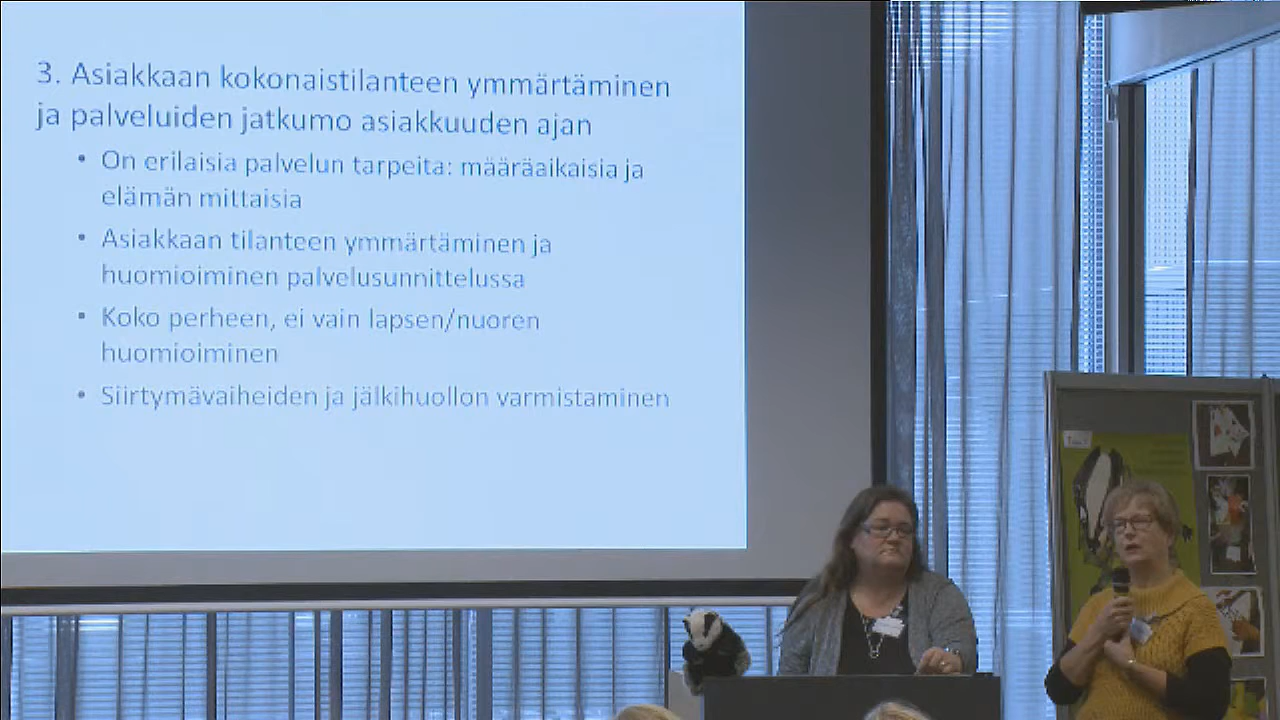 3. Asiakkaan kokonaistilanteen ymmärtäminen
ja palveluiden jatkumo asiakkuuden ajan
• On erilaisia palvelun tarpeita: määräaikaisia ja
elämän mittaisia
• Asiakkaan tilanteen ymmärtäminen ja
huomioiminen palvelusunnittelussa
• Koko perheen, ei vain lapsen/nuoren
huomioiminen
• Siirtymävaiheiden ja jälkihuollon varmistaminen